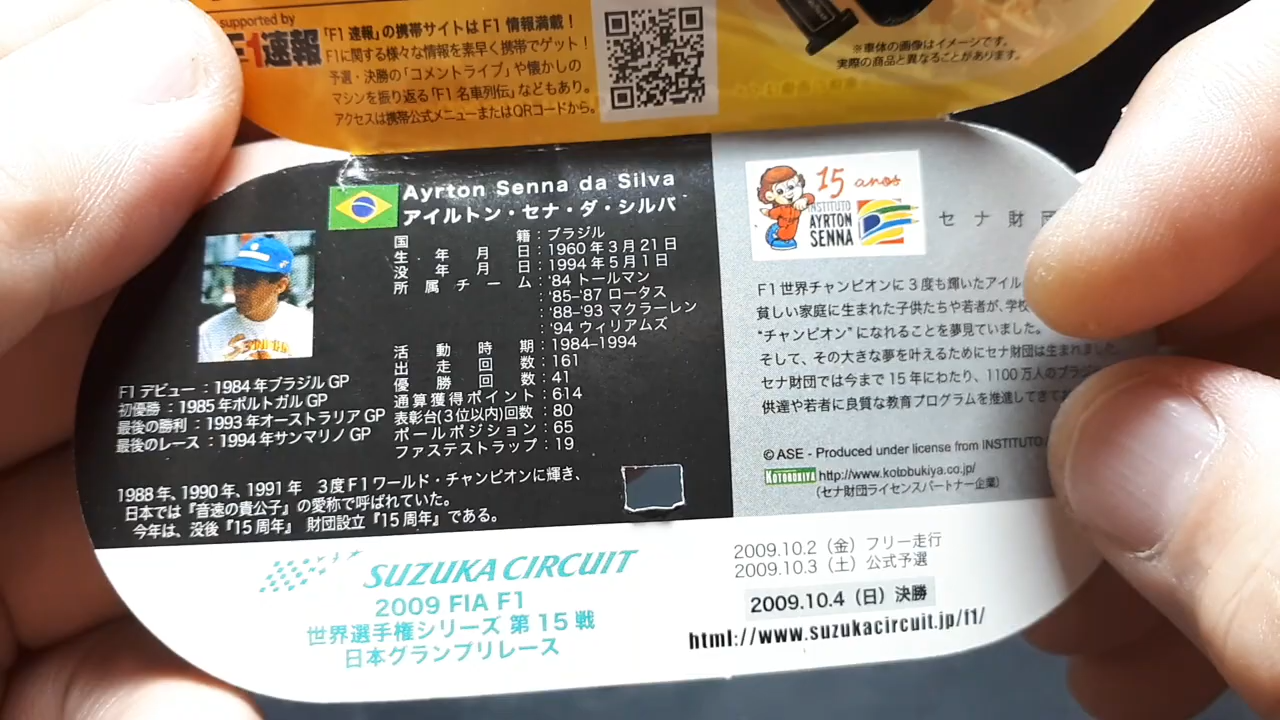 supported by
F1速報
「F1速報」の携帯サイトはF1情報満載！
F1に関する様々な情報を素早く携帯でゲット！
予選・決勝の「コメントライブ」や懐かしの
マシンを振り返る「F1名車列伝」などもあり。
アクセスは携帯公式メニューまたはQRコードから。
※車体の画像はイメージです。
実際の商品と異なることがあります。
Ayrton Senna da Silva
アイルトン・セナ・ダ・シルバ
国籍：ブラジル
生年月日：1960年3月21日
没年月日：1994年5月1日
所属チーム：'84 トールマン
：'85-'87 ロータス
：'88-'93 マクラーレン
：'94 ウィリアムズ
活動時期：1984-1994
出走回数：161
優勝回数：41
通算獲得ポイント：614
表彰台(3位以内)回数：80
ポールポジション：65
ファステストラップ：19
F1デビュー：1984年ブラジルGP
初優勝：1985年ポルトガルGP
最後の勝利：1993年オーストラリアGP
最後のレース：1994年サンマリノGP
1988年、1990年、1991年 3度F1ワールド・チャンピオンに輝き、
日本では『音速の貴公子』の愛称で呼ばれていた。
今年は、没後『15周年』 財団設立『15周年』である。
15 anos
INSTITUTO
AYRTON
SENNA
セナ財団
F1世界チャンピオンに3度も輝いたアイル
貧しい家庭に生まれた子供たちや若者が、学校
“チャンピオン”になれることを夢見ていました。
そして、その大きな夢を叶えるためにセナ財団は生まれました
セナ財団では今まで15年にわたり、1100万人のブラジ
供達や若者に良質な教育プログラムを推進してきて
© ASE - Produced under license from INSTITUTO
KOTOBUKIYA http://www.kotobukiya.co.jp/
(セナ財団ライセンスパートナー企業)
SUZUKA CIRCUIT
2009 FIA F1
世界選手権シリーズ 第15戦
日本グランプリレース
2009.10.2（金）フリー走行
2009.10.3（土）公式予選
2009.10.4（日）決勝
html://www.suzukacircuit.jp/f1/